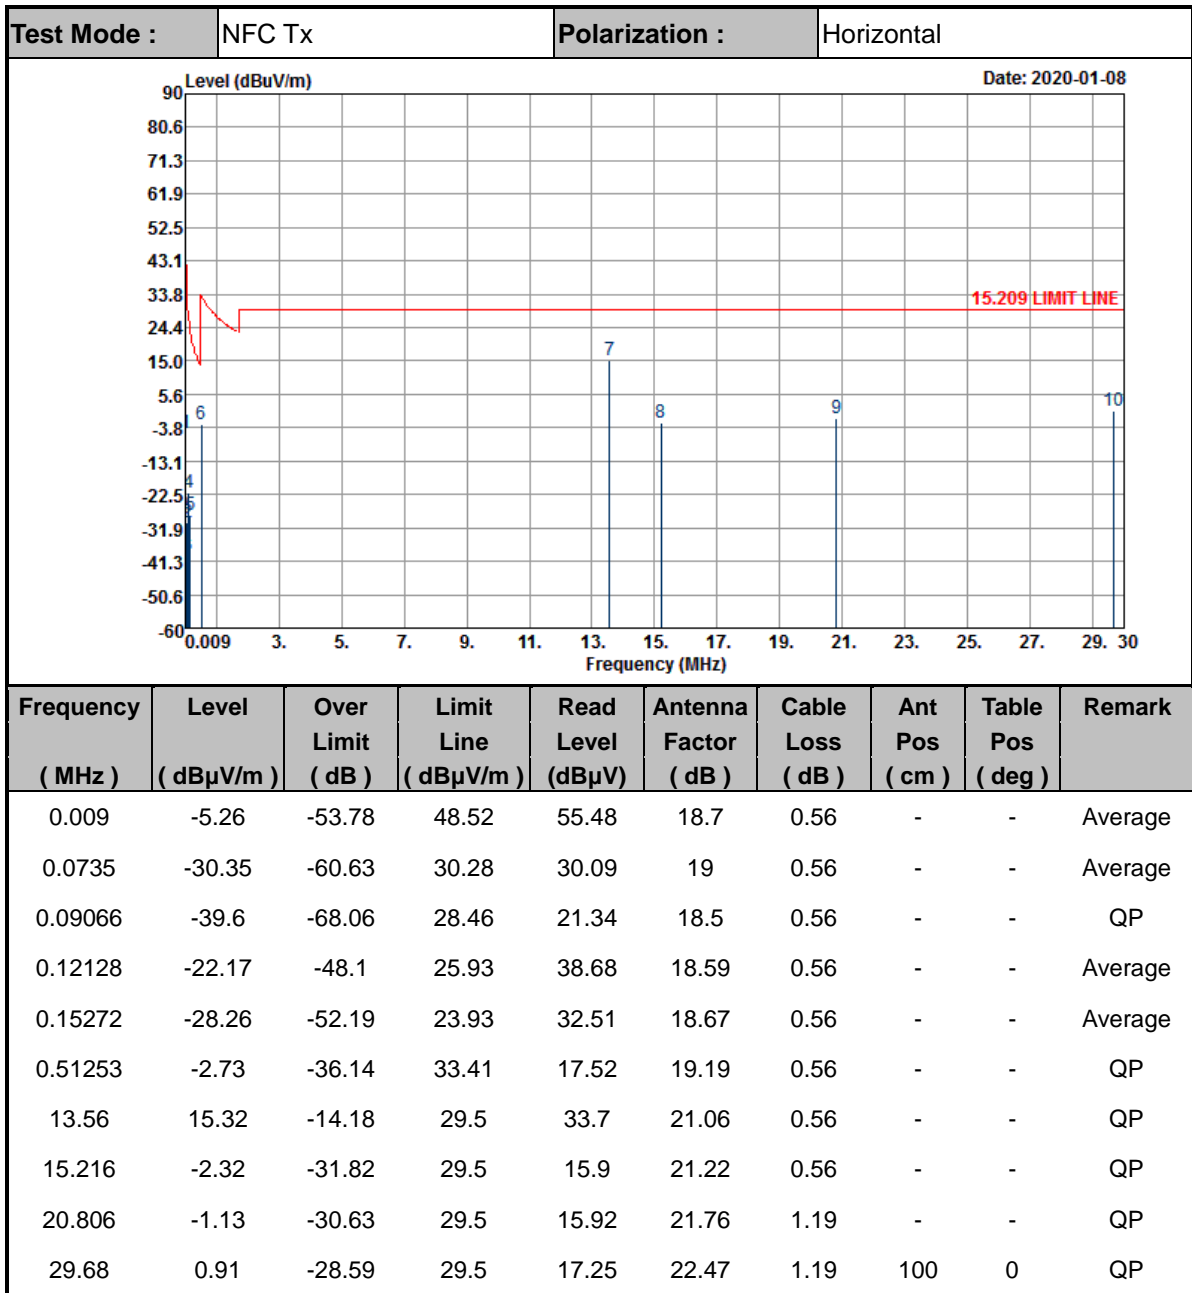 Test Mode : NFC Tx Polarization : Horizontal
Level (dBuV/m) Date: 2020-01-08
90
80.6
71.3
61.9
52.5
43.1
33.8
15.209 LIMIT LINE
24.4
15.0
7
5.6
10
6
8
9
-3.8
-13.1
4
-22.5
5
-31.9
-41.3
-50.6
-60
0.009 3. 5. 7. 9. 11. 13. 15. 17. 19. 21. 23. 25. 27. 29. 30
Frequency (MHz)
Frequency Level Over Limit Read Antenna Cable Ant Table Remark
Limit Line Level Factor Loss Pos Pos
( MHz ) ( dBµV/m ) ( dB ) ( dBµV/m ) (dBµV) ( dB ) ( dB ) ( cm ) ( deg )
0.009 -5.26 -53.78 48.52 55.48 18.7 0.56 - - Average
0.0735 -30.35 -60.63 30.28 30.09 19 0.56 - - Average
0.09066 -39.6 -68.06 28.46 21.34 18.5 0.56 - - QP
0.12128 -22.17 -48.1 25.93 38.68 18.59 0.56 - - Average
0.15272 -28.26 -52.19 23.93 32.51 18.67 0.56 - - Average
0.51253 -2.73 -36.14 33.41 17.52 19.19 0.56 - - QP
13.56 15.32 -14.18 29.5 33.7 21.06 0.56 - - QP
15.216 -2.32 -31.82 29.5 15.9 21.22 0.56 - - QP
20.806 -1.13 -30.63 29.5 15.92 21.76 1.19 - - QP
29.68 0.91 -28.59 29.5 17.25 22.47 1.19 100 0 QP